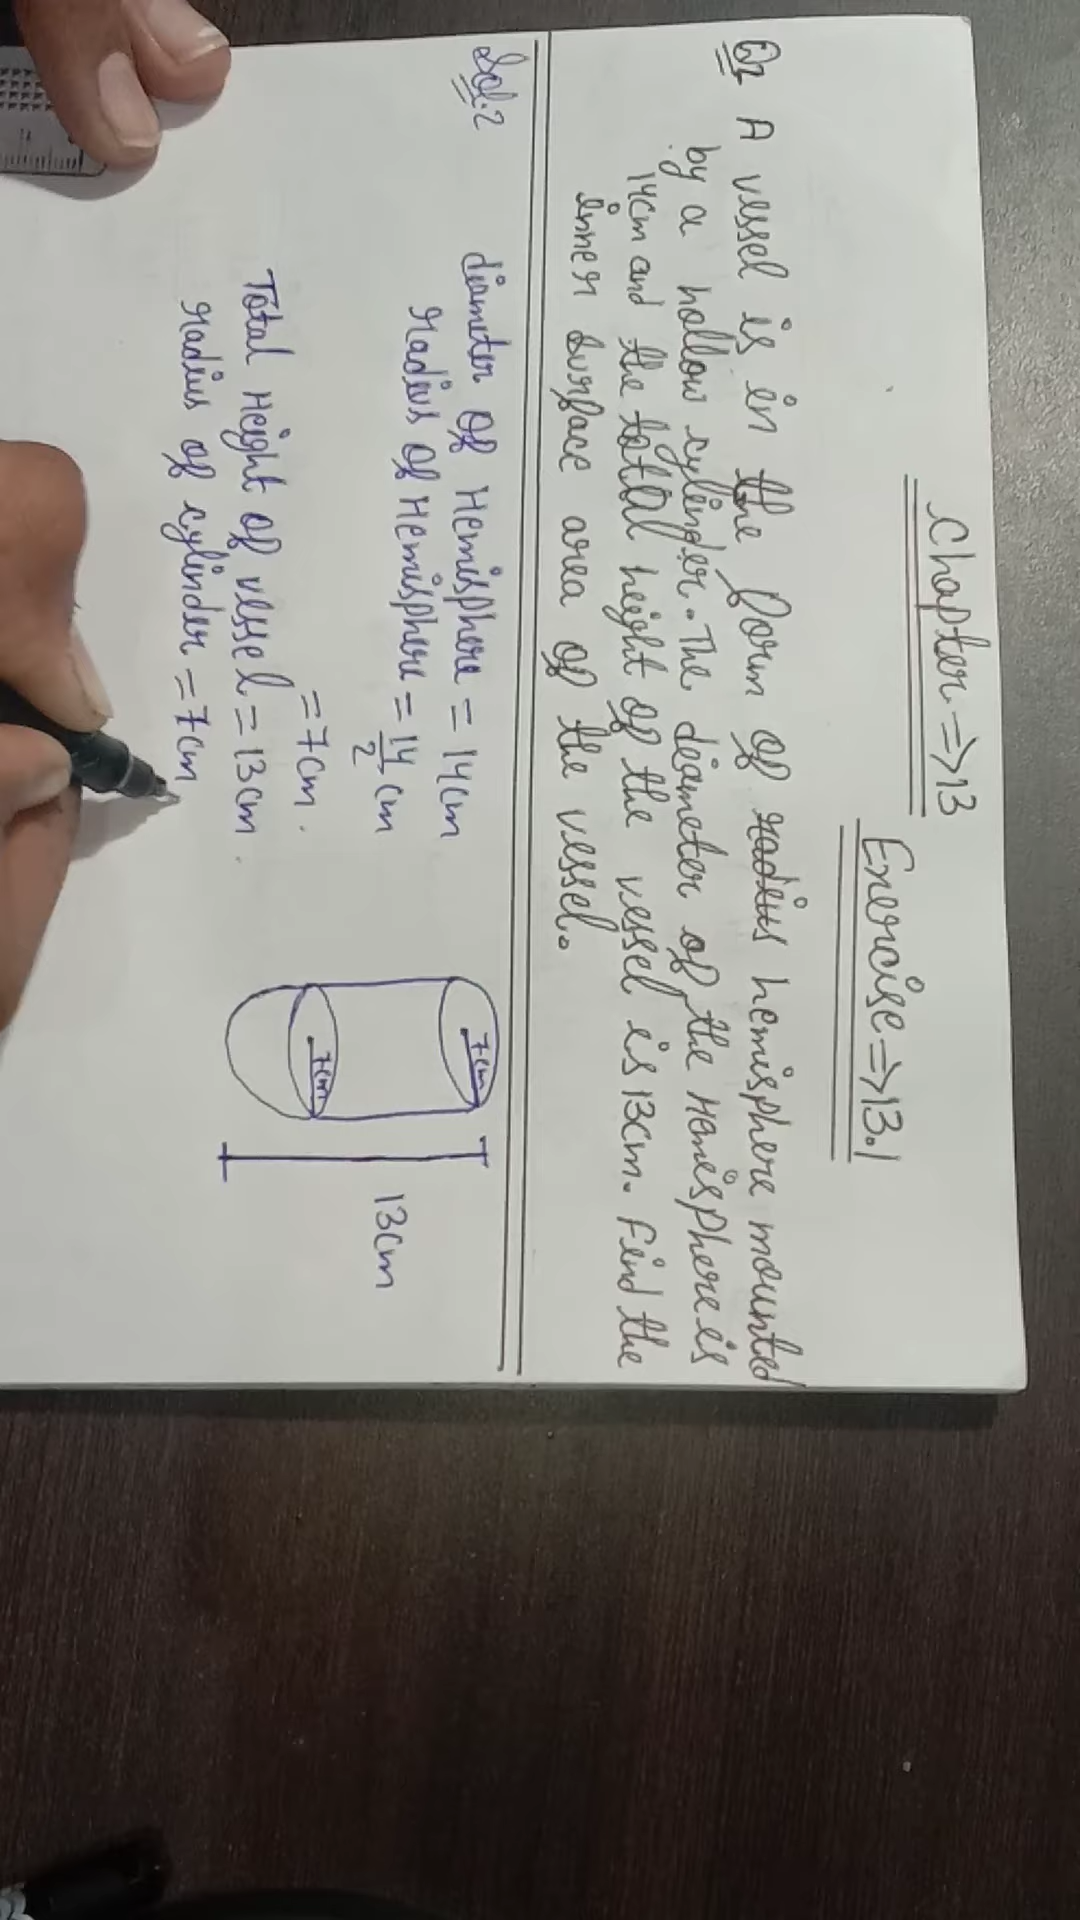 Chapter => 13
Exercise => 13.1
Q2 A vessel is in the form of radius hemisphere mounted
by a hollow cylinder. The diameter of the Hemisphere is
14cm and the total height of the vessel is 13cm. Find the
inner surface area of the vessel.
Sol.2
diameter of Hemisphere = 14cm
radius of Hemisphere = 14/2 cm
= 7cm.
Total Height of vessel = 13cm.
radius of cylinder = 7cm
7cm
7cm
13cm